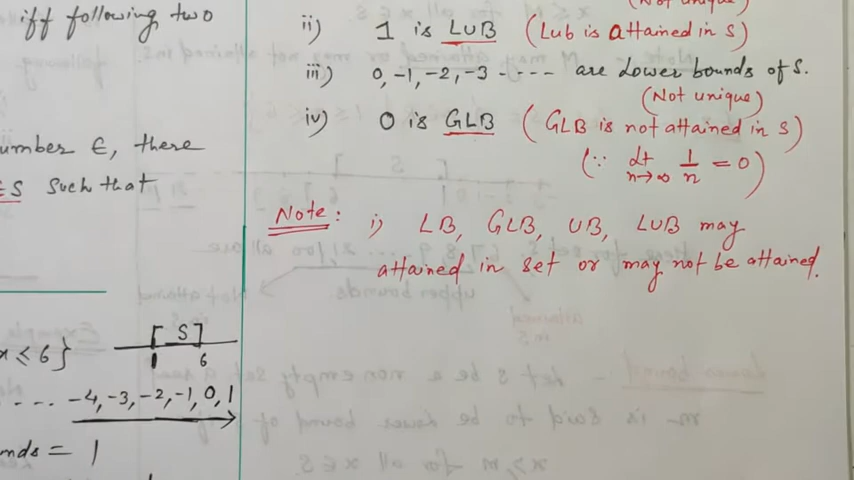 iff following two
umber ∈, there
∈ S such that
x ≤ 6}
[ S ]
1 6
.... -4, -3, -2, -1, 0, 1
nds = 1
(Not unique)
ii) 1 is LUB (Lub is attained in S)
iii) 0, -1, -2, -3 ---- are Lower bounds of S.
(Not unique)
iv) 0 is GLB (GLB is not attained in S)
(∵ Lt n→∞ 1/n = 0)
Note: i) LB, GLB, UB, LUB may
attained in set or may not be attained.